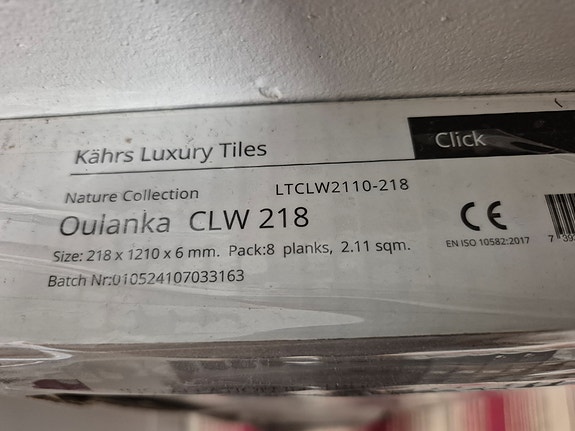 Kährs Luxury Tiles
Click
Nature Collection LTCLW2110-218
Oulanka CLW 218
CE
Size: 218 x 1210 x 6 mm. Pack:8 planks, 2.11 sqm.
EN ISO 10582:2017
Batch Nr:010524107033163